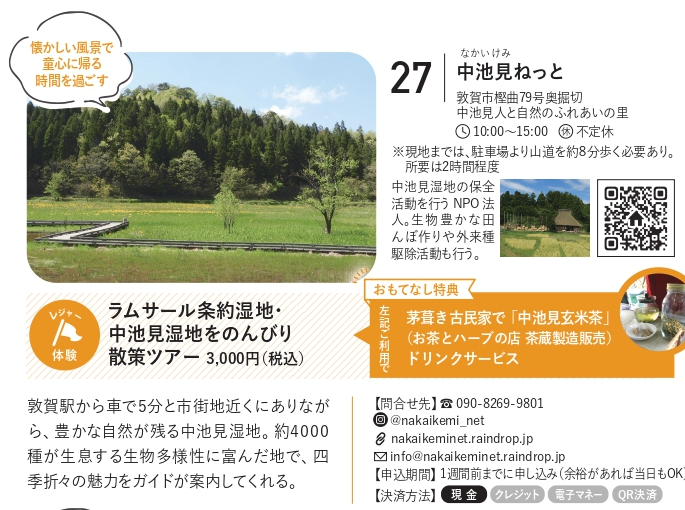 懐かしい風景で
童心に帰る
時間を過ごす
27
なかいけみ
中池見ねっと
敦賀市樫曲79号奥掘切
中池見人と自然のふれあいの里
10:00〜15:00 休 不定休
※現地までは、駐車場より山道を約8分歩く必要あり。
所要は2時間程度
中池見湿地の保全
活動を行う NPO 法
人。生物豊かな田
んぼ作りや外来種
駆除活動も行う。
レジャー
体験
ラムサール条約湿地・
中池見湿地をのんびり
散策ツアー 3,000円(税込)
おもてなし特典
左記ご利用で
茅葺き古民家で「中池見玄米茶」
(お茶とハーブの店 茶蔵製造販売)
ドリンクサービス
敦賀駅から車で5分と市街地近くにありなが
ら、豊かな自然が残る中池見湿地。約4000
種が生息する生物多様性に富んだ地で、四
季折々の魅力をガイドが案内してくれる。
【問合せ先】☎ 090-8269-9801
@nakaikemi_net
nakaikeminet.raindrop.jp
info@nakaikeminet.raindrop.jp
【申込期間】1週間前までに申し込み(余裕があれば当日もOK)
【決済方法】現金 クレジット 電子マネー QR決済